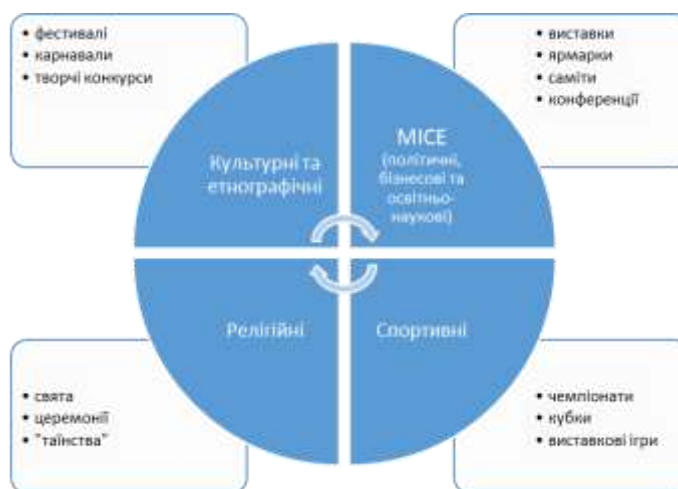 • фестивалі
• карнавали
• творчі конкурси
• виставки
• ярмарки
• саміти
• конференції
Культурні та
етнографічні
MICE
(політичні,
бізнесові та
освітньо-
наукові)
Релігійні
Спортивні
• свята
• церемонії
• "таїнства"
• чемпіонати
• кубки
• виставкові ігри